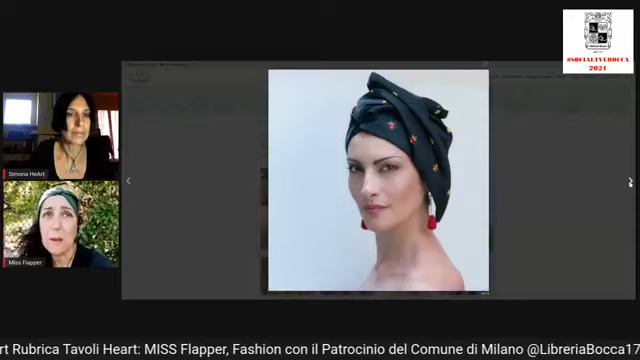 #SOCIALTVLBOCCA
2021
Simona HeArt
Miss Flapper
rt Rubrica Tavoli Heart: MISS Flapper, Fashion con il Patrocinio del Comune di Milano @LibreriaBocca17